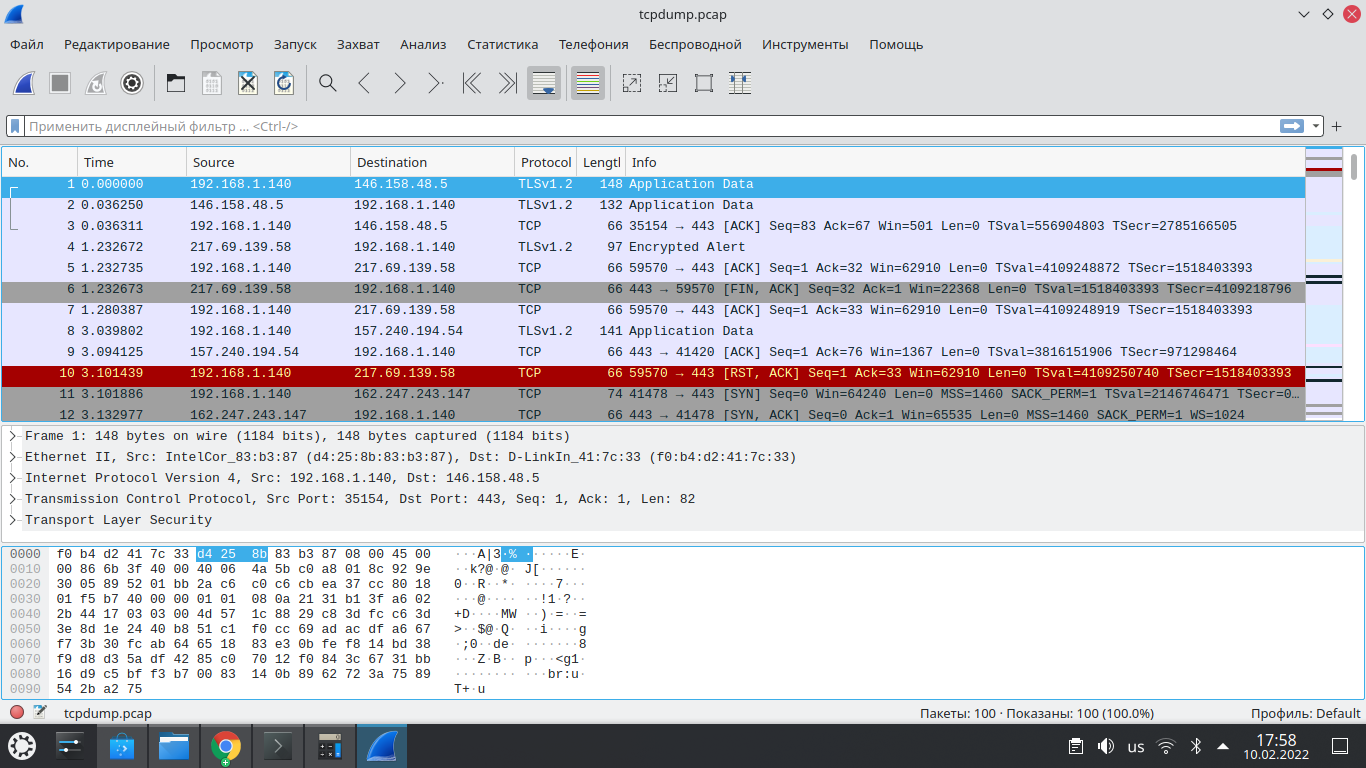 tcpdump.pcap
Файл Редактирование Просмотр Запуск Захват Анализ Статистика Телефония Беспроводной Инструменты Помощь
Применить дисплейный фильтр ... <Ctrl-/>
No. Time Source Destination Protocol Lengtl Info
1 0.000000 192.168.1.140 146.158.48.5 TLSv1.2 148 Application Data
2 0.036250 146.158.48.5 192.168.1.140 TLSv1.2 132 Application Data
3 0.036311 192.168.1.140 146.158.48.5 TCP 66 35154 → 443 [ACK] Seq=83 Ack=67 Win=501 Len=0 TSval=556904803 TSecr=2785166505
4 1.232672 217.69.139.58 192.168.1.140 TLSv1.2 97 Encrypted Alert
5 1.232735 192.168.1.140 217.69.139.58 TCP 66 59570 → 443 [ACK] Seq=1 Ack=32 Win=62910 Len=0 TSval=4109248872 TSecr=1518403393
6 1.232673 217.69.139.58 192.168.1.140 TCP 66 443 → 59570 [FIN, ACK] Seq=32 Ack=1 Win=22368 Len=0 TSval=1518403393 TSecr=4109218796
7 1.280387 192.168.1.140 217.69.139.58 TCP 66 59570 → 443 [ACK] Seq=1 Ack=33 Win=62910 Len=0 TSval=4109248919 TSecr=1518403393
8 3.039802 192.168.1.140 157.240.194.54 TLSv1.2 141 Application Data
9 3.094125 157.240.194.54 192.168.1.140 TCP 66 443 → 41420 [ACK] Seq=1 Ack=76 Win=1367 Len=0 TSval=3816151906 TSecr=971298464
10 3.101439 192.168.1.140 217.69.139.58 TCP 66 59570 → 443 [RST, ACK] Seq=1 Ack=33 Win=62910 Len=0 TSval=4109250740 TSecr=1518403393
11 3.101886 192.168.1.140 162.247.243.147 TCP 74 41478 → 443 [SYN] Seq=0 Win=64240 Len=0 MSS=1460 SACK_PERM=1 TSval=2146746471 TSecr=0…
12 3.132977 162.247.243.147 192.168.1.140 TCP 66 443 → 41478 [SYN, ACK] Seq=0 Ack=1 Win=65535 Len=0 MSS=1460 SACK_PERM=1 WS=1024
Frame 1: 148 bytes on wire (1184 bits), 148 bytes captured (1184 bits)
Ethernet II, Src: IntelCor_83:b3:87 (d4:25:8b:83:b3:87), Dst: D-LinkIn_41:7c:33 (f0:b4:d2:41:7c:33)
Internet Protocol Version 4, Src: 192.168.1.140, Dst: 146.158.48.5
Transmission Control Protocol, Src Port: 35154, Dst Port: 443, Seq: 1, Ack: 1, Len: 82
Transport Layer Security
0000 f0 b4 d2 41 7c 33 d4 25 8b 83 b3 87 08 00 45 00 ···A|3·% ······E·
0010 00 86 6b 3f 40 00 40 06 4a 5b c0 a8 01 8c 92 9e ··k?@·@· J[······
0020 30 05 89 52 01 bb 2a c6 c0 c6 cb ea 37 cc 80 18 0··R··*· ····7···
0030 01 f5 b7 40 00 00 01 01 08 0a 21 31 b1 3f a6 02 ···@···· ··!1·?··
0040 2b 44 17 03 03 00 4d 57 1c 88 29 c8 3d fc c6 3d +D····MW ··)·=··=
0050 3e 8d 1e 24 40 b8 51 c1 f0 cc 69 ad ac df a6 67 >··$@·Q· ··i····g
0060 f7 3b 30 fc ab 64 65 18 83 e3 0b fe f8 14 bd 38 ·;0··de· ·······8
0070 f9 d8 d3 5a df 42 85 c0 70 12 f0 84 3c 67 31 bb ···Z·B·· p···<g1·
0080 16 d9 c5 bf f3 b7 00 83 14 0b 89 62 72 3a 75 89 ········ ···br:u·
0090 54 2b a2 75 T+·u
tcpdump.pcap Пакеты: 100 · Показаны: 100 (100.0%) Профиль: Default
us 17:58
10.02.2022